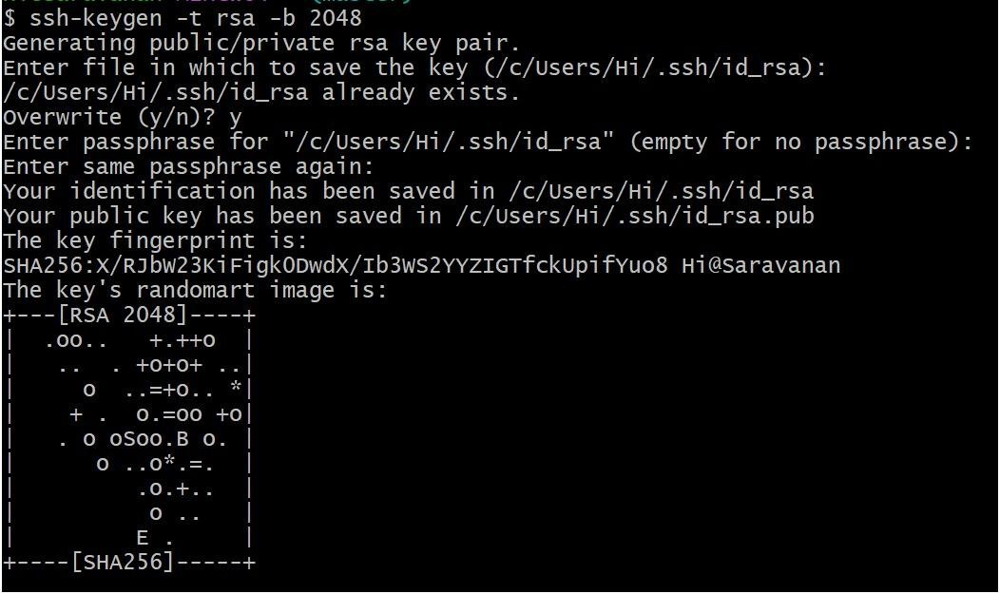 $ ssh-keygen -t rsa -b 2048
Generating public/private rsa key pair.
Enter file in which to save the key (/c/Users/Hi/.ssh/id_rsa):
/c/Users/Hi/.ssh/id_rsa already exists.
Overwrite (y/n)? y
Enter passphrase for "/c/Users/Hi/.ssh/id_rsa" (empty for no passphrase):
Enter same passphrase again:
Your identification has been saved in /c/Users/Hi/.ssh/id_rsa
Your public key has been saved in /c/Users/Hi/.ssh/id_rsa.pub
The key fingerprint is:
SHA256:X/RJbW23KiFigkODwdX/Ib3WS2YYZIGTfckUpifYuo8 Hi@Saravanan
The key's randomart image is:
+---[RSA 2048]----+
|  .oo..   +.++o  |
|   ..  . +o+o+ ..|
|     o  ..=+o.. *|
|    + .  o.=oo +o|
|   . o oSoo.B o. |
|      o ..o*.=.  |
|         .o.+..  |
|          o ..   |
|         E .     |
+----[SHA256]-----+